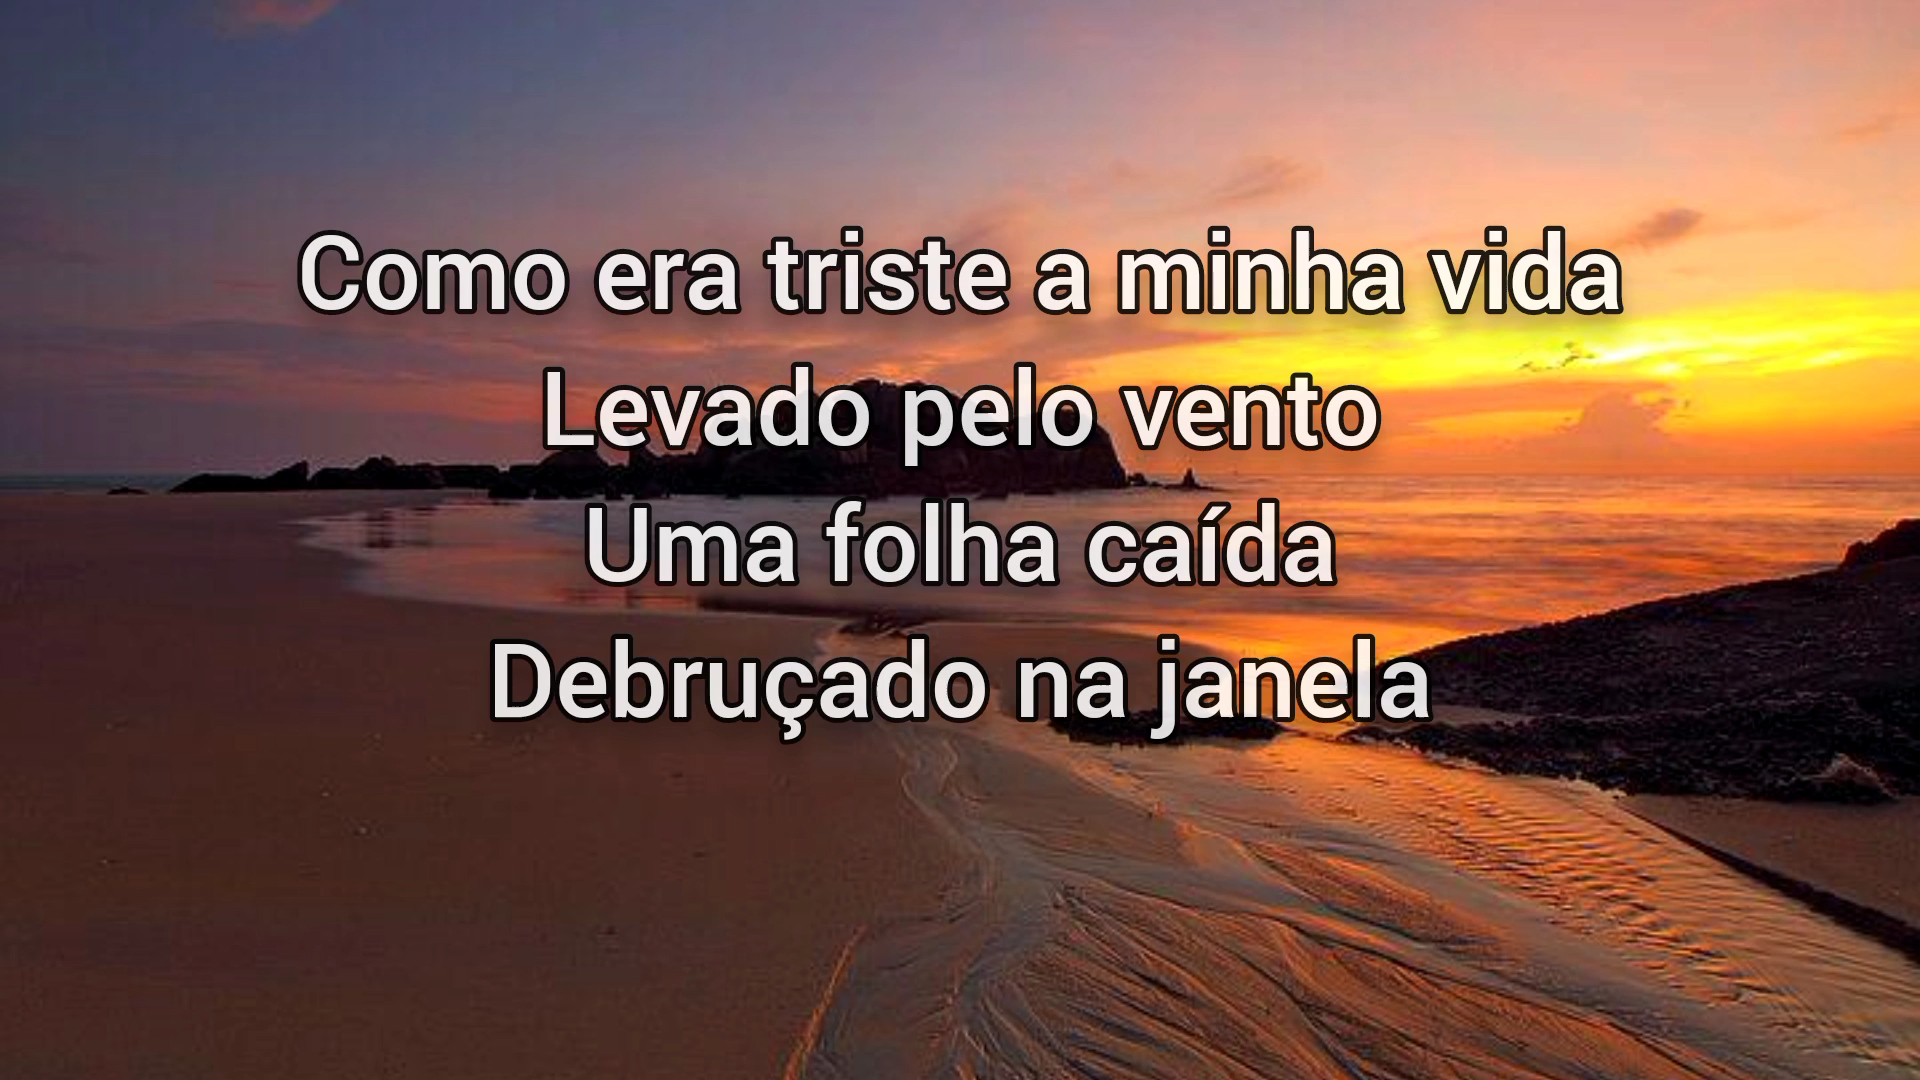 Como era triste a minha vida
Levado pelo vento
Uma folha caída
Debruçado na janela